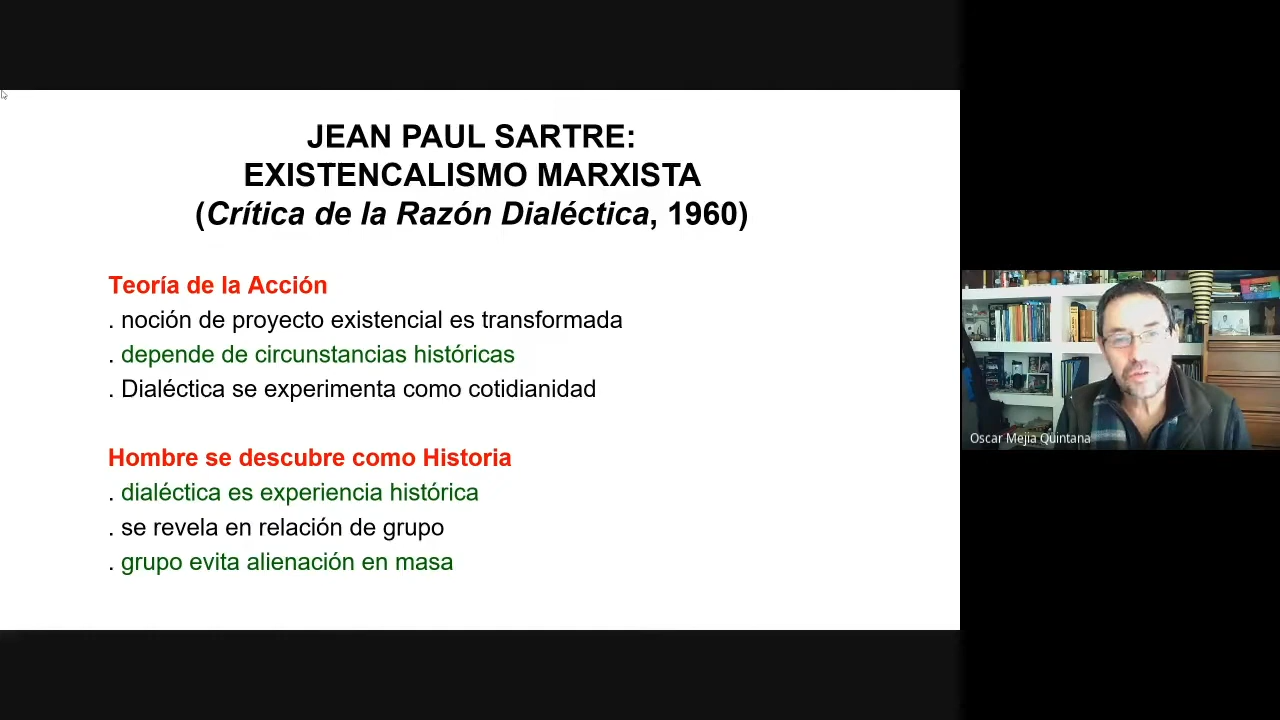 JEAN PAUL SARTRE:
EXISTENCALISMO MARXISTA
(Crítica de la Razón Dialéctica, 1960)
Teoría de la Acción
. noción de proyecto existencial es transformada
. depende de circunstancias históricas
. Dialéctica se experimenta como cotidianidad
Hombre se descubre como Historia
. dialéctica es experiencia histórica
. se revela en relación de grupo
. grupo evita alienación en masa
Oscar Mejia Quintana